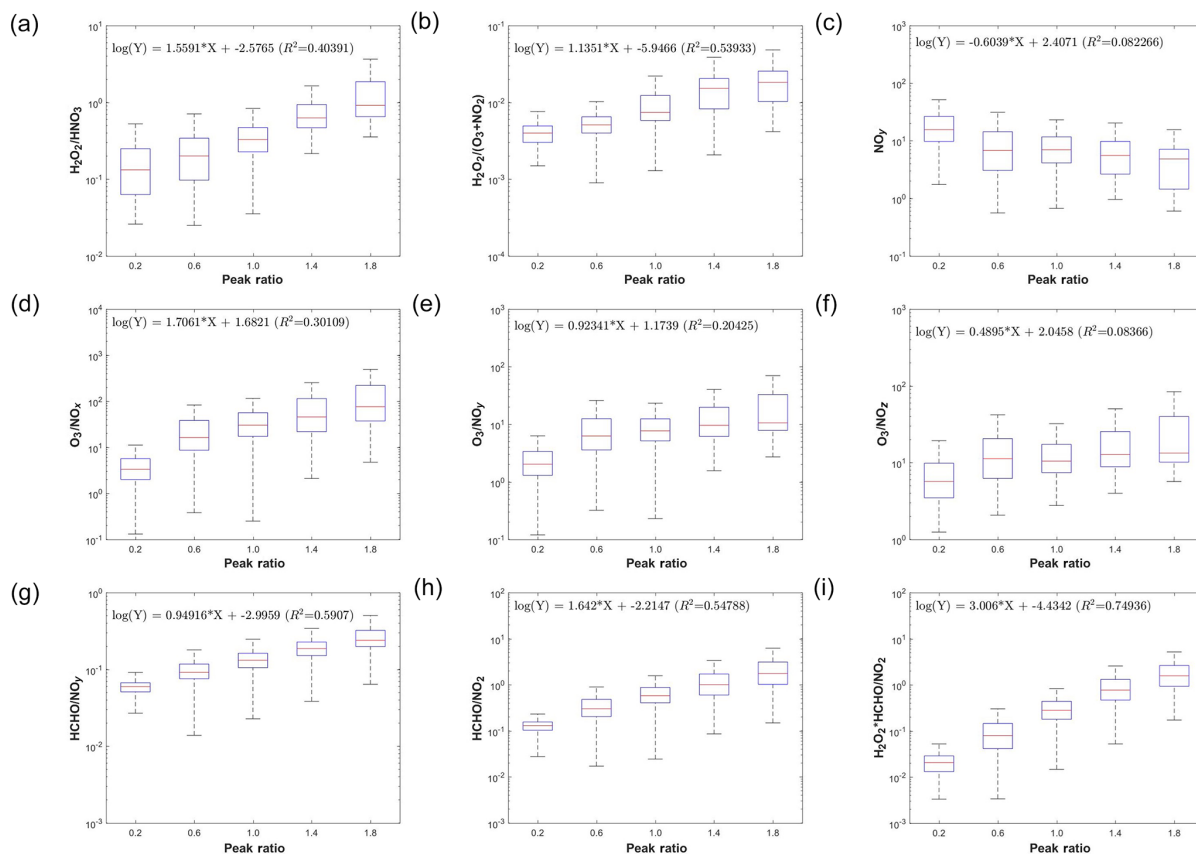 (a)
log(Y) = 1.5591*X + -2.5765 (R²=0.40391)
H₂O₂/HNO₃
10¹
10⁰
10⁻¹
10⁻²
0.2 0.6 1.0 1.4 1.8
Peak ratio
(b)
log(Y) = 1.1351*X + -5.9466 (R²=0.53933)
H₂O₂/(O₃+NO₂)
10⁻¹
10⁻²
10⁻³
10⁻⁴
0.2 0.6 1.0 1.4 1.8
Peak ratio
(c)
log(Y) = -0.6039*X + 2.4071 (R²=0.082266)
NOy
10³
10²
10¹
10⁰
10⁻¹
0.2 0.6 1.0 1.4 1.8
Peak ratio
(d)
log(Y) = 1.7061*X + 1.6821 (R²=0.30109)
O₃/NOₓ
10⁴
10³
10²
10¹
10⁰
10⁻¹
0.2 0.6 1.0 1.4 1.8
Peak ratio
(e)
log(Y) = 0.92341*X + 1.1739 (R²=0.20425)
O₃/NOy
10³
10²
10¹
10⁰
10⁻¹
0.2 0.6 1.0 1.4 1.8
Peak ratio
(f)
log(Y) = 0.4895*X + 2.0458 (R²=0.08366)
O₃/NOz
10³
10²
10¹
10⁰
0.2 0.6 1.0 1.4 1.8
Peak ratio
(g)
log(Y) = 0.94916*X + -2.9959 (R²=0.5907)
HCHO/NOy
10⁰
10⁻¹
10⁻²
10⁻³
0.2 0.6 1.0 1.4 1.8
Peak ratio
(h)
log(Y) = 1.642*X + -2.2147 (R²=0.54788)
HCHO/NO₂
10²
10¹
10⁰
10⁻¹
10⁻²
10⁻³
0.2 0.6 1.0 1.4 1.8
Peak ratio
(i)
log(Y) = 3.006*X + -4.4342 (R²=0.74936)
H₂O₂*HCHO/NO₂
10²
10¹
10⁰
10⁻¹
10⁻²
10⁻³
0.2 0.6 1.0 1.4 1.8
Peak ratio